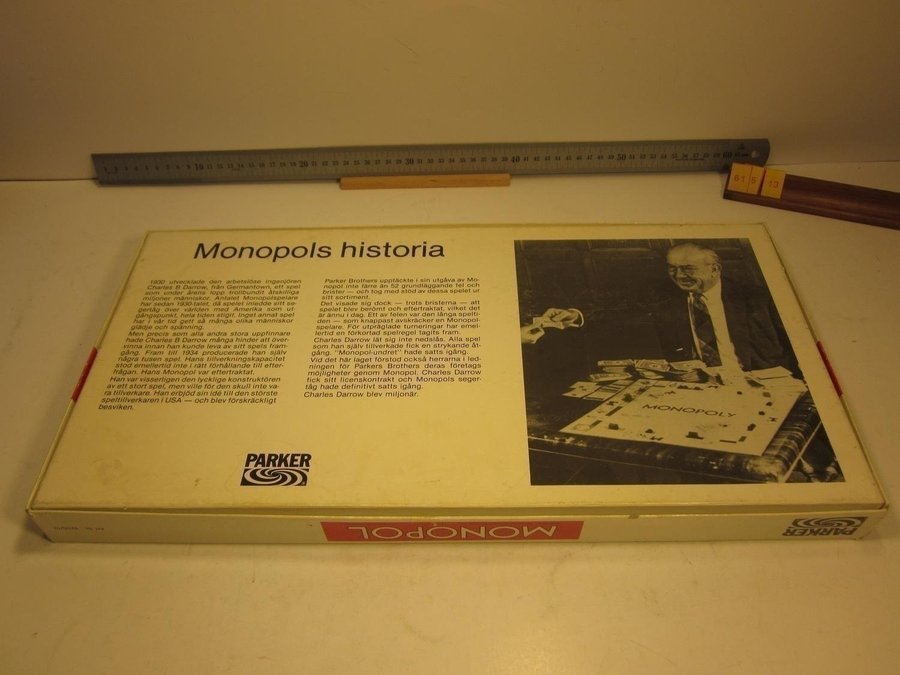 Monopols historia
1930 utvecklade den arbetslöse ingenjören
Charles B Darrow, från Germantown, ett spel
som under årens lopp trollbundit åtskilliga
miljoner människor. Antalet Monopolspelare
har sedan 1930-talet, då spelet inledde sitt se-
gertåg över världen med Amerika som ut-
gångspunkt, hela tiden stigit. Inget annat spel
har i vår tid gett så många olika människor
glädje och spänning.
Men precis som alla andra stora uppfinnare
hade Charles B Darrow många hinder att över-
vinna innan han kunde leva av sitt spels fram-
gång. Fram till 1934 producerade han själv
några tusen spel. Hans tillverkningskapacitet
stod emellertid inte i rätt förhållande till efter-
frågan. Hans Monopol var eftertraktat.
Han var visserligen den lycklige konstruktören
av ett stort spel, men ville för den skull inte va-
ra tillverkare. Han erbjöd sin idé till den största
speltillverkaren i USA — och blev förskräckligt
besviken.
Parker Brothers upptäckte i sin utgåva av Mo-
nopol inte färre än 52 grundläggande fel och
brister — och tog med stöd av dessa spelet ur
sitt sortiment.
Det visade sig dock — trots bristerna — att
spelet blev berömt och eftertraktat, vilket det
är ännu i dag. Ett av felen var den långa spelti-
den — som knappast avskräcker en Monopol-
spelare. För utpräglade turneringar har emel-
lertid en förkortad spelregel tagits fram.
Charles Darrow lät sig inte nedslås. Alla spel
som han själv tillverkade fick en strykande åt-
gång. "Monopol-undret" hade satts igång.
Vid det här laget förstod också herrarna i led-
ningen för Parkers Brothers deras företags
möjligheter genom Monopol. Charles Darrow
fick sitt licenskontrakt och Monopols seger-
tåg hade definitivt satts igång.
Charles Darrow blev miljonär.
PARKER
MONOPOLY
MONOPOL
MONOPOL
PARKER
10
20
30
40
50
60
61 5 13